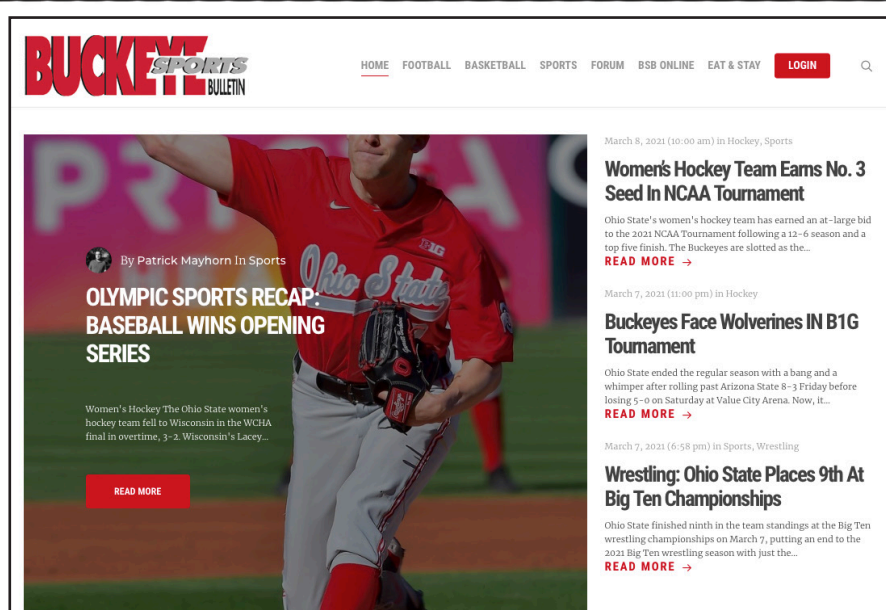 BUCKEYE
SPORTS
BULLETIN
HOME FOOTBALL BASKETBALL SPORTS FORUM BSB ONLINE EAT & STAY LOGIN
By Patrick Mayhorn In Sports
OLYMPIC SPORTS RECAP:
BASEBALL WINS OPENING
SERIES
Women's Hockey The Ohio State women's
hockey team fell to Wisconsin in the WCHA
final in overtime, 3-2. Wisconsin's Lacey...
READ MORE
B1G
Ohio State
March 8, 2021 (10:00 am) in Hockey, Sports
Women's Hockey Team Earns No. 3
Seed In NCAA Tournament
Ohio State's women's hockey team has earned an at-large bid
to the 2021 NCAA Tournament following a 12-6 season and a
top five finish. The Buckeyes are slotted as the...
READ MORE →
March 7, 2021 (11:00 pm) in Hockey
Buckeyes Face Wolverines IN B1G
Tournament
Ohio State ended the regular season with a bang and a
whimper after rolling past Arizona State 8-3 Friday before
losing 5-0 on Saturday at Value City Arena. Now, it...
READ MORE →
March 7, 2021 (6:58 pm) in Sports, Wrestling
Wrestling: Ohio State Places 9th At
Big Ten Championships
Ohio State finished ninth in the team standings at the Big Ten
wrestling championships on March 7, putting an end to the
2021 Big Ten wrestling season with just the...
READ MORE →